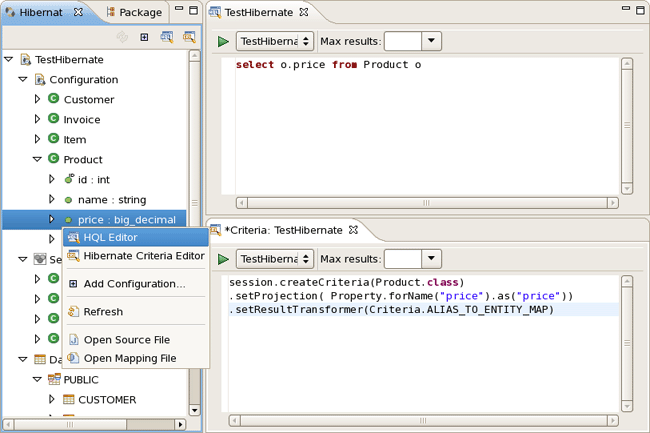 Hibernat
Package
TestHibernate
Configuration
Customer
Invoice
Item
Product
id : int
name : string
price : big_decimal
HQL Editor
Hibernate Criteria Editor
Add Configuration...
Refresh
Open Source File
Open Mapping File
Se
Da
PUBLIC
CUSTOMER
TestHibernate
TestHiberna
Max results:
select o.price from Product o
*Criteria: TestHibernate
TestHiberna
Max results:
session.createCriteria(Product.class)
.setProjection( Property.forName("price").as("price"))
.setResultTransformer(Criteria.ALIAS_TO_ENTITY_MAP)